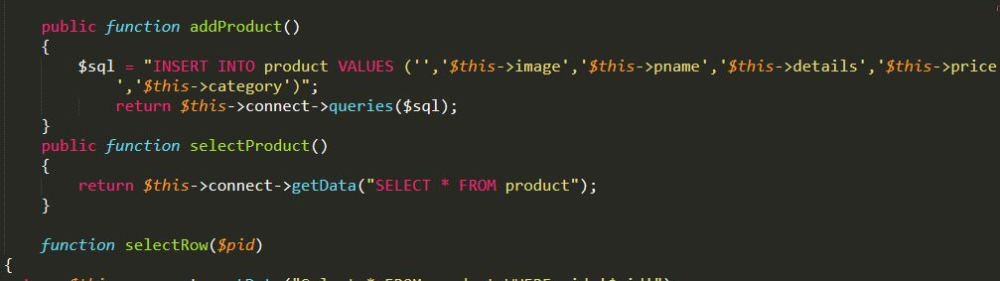 public function addProduct()
{
$sql = "INSERT INTO product VALUES ('','$this->image','$this->pname','$this->details','$this->price
','$this->category')";
return $this->connect->queries($sql);
}
public function selectProduct()
{
return $this->connect->getData("SELECT * FROM product");
}
function selectRow($pid)
{